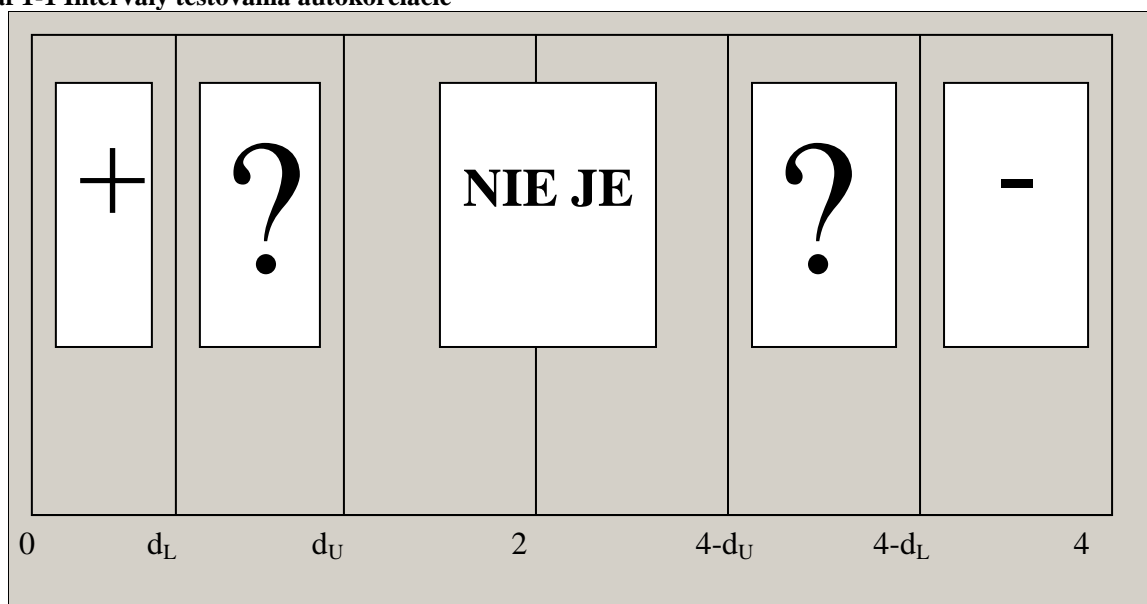 1-1 Intervaly testovania autokorelácie
+ ? NIE JE ? -
0 dL dU 2 4-dU 4-dL 4